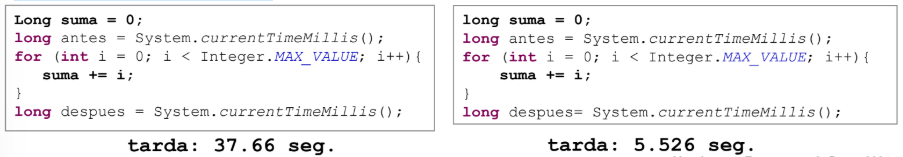 Long suma = 0;
long antes = System.currentTimeMillis();
for (int i = 0; i < Integer.MAX_VALUE; i++){
suma += i;
}
long despues = System.currentTimeMillis();
tarda: 37.66 seg.
long suma = 0;
long antes = System.currentTimeMillis();
for (int i = 0; i < Integer.MAX_VALUE; i++){
suma += i;
}
long despues= System.currentTimeMillis();
tarda: 5.526 seg.